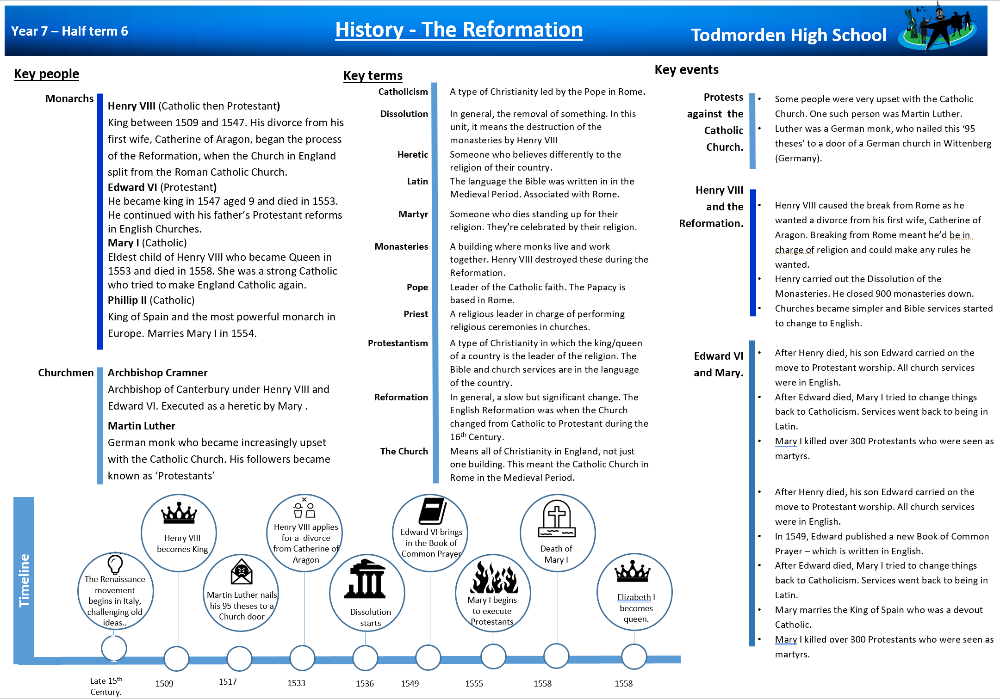 Year 7 – Half term 6
History - The Reformation
Todmorden High School
Key people
Monarchs
Henry VIII (Catholic then Protestant)
King between 1509 and 1547. His divorce from his
first wife, Catherine of Aragon, began the process
of the Reformation, when the Church in England
split from the Roman Catholic Church.
Edward VI (Protestant)
He became king in 1547 aged 9 and died in 1553.
He continued with his father’s Protestant reforms
in English Churches.
Mary I (Catholic)
Eldest child of Henry VIII who became Queen in
1553 and died in 1558. She was a strong Catholic
who tried to make England Catholic again.
Phillip II (Catholic)
King of Spain and the most powerful monarch in
Europe. Marries Mary I in 1554.
Churchmen
Archbishop Cramner
Archbishop of Canterbury under Henry VIII and
Edward VI. Executed as a heretic by Mary .
Martin Luther
German monk who became increasingly upset
with the Catholic Church. His followers became
known as ‘Protestants’
Key terms
Catholicism
A type of Christianity led by the Pope in Rome.
Dissolution
In general, the removal of something. In this
unit, it means the destruction of the
monasteries by Henry VIII
Heretic
Someone who believes differently to the
religion of their country.
Latin
The language the Bible was written in in the
Medieval Period. Associated with Rome.
Martyr
Someone who dies standing up for their
religion. They’re celebrated by their religion.
Monasteries
A building where monks live and work
together. Henry VIII destroyed these during the
Reformation.
Pope
Leader of the Catholic faith. The Papacy is
based in Rome.
Priest
A religious leader in charge of performing
religious ceremonies in churches.
Protestantism
A type of Christianity in which the king/queen
of a country is the leader of the religion. The
Bible and church services are in the language
of the country.
Reformation
In general, a slow but significant change. The
English Reformation was when the Church
changed from Catholic to Protestant during the
16th Century.
The Church
Means all of Christianity in England, not just
one building. This meant the Catholic Church in
Rome in the Medieval Period.
Key events
Protests
against  the
Catholic
Church.
• Some people were very upset with the Catholic
Church. One such person was Martin Luther.
• Luther was a German monk, who nailed this ‘95
theses’ to a door of a German church in Wittenberg
(Germany).
Henry VIII
and the
Reformation.
• Henry VIII caused the break from Rome as he
wanted a divorce from his first wife, Catherine of
Aragon. Breaking from Rome meant he’d be in
charge of religion and could make any rules he
wanted.
• Henry carried out the Dissolution of the
Monasteries. He closed 900 monasteries down.
• Churches became simpler and Bible services started
to change to English.
Edward VI
and Mary.
• After Henry died, his son Edward carried on the
move to Protestant worship. All church services
were in English.
• After Edward died, Mary I tried to change things
back to Catholicism. Services went back to being in
Latin.
• Mary I killed over 300 Protestants who were seen as
martyrs.
• After Henry died, his son Edward carried on the
move to Protestant worship. All church services
were in English.
• In 1549, Edward published a new Book of Common
Prayer – which is written in English.
• After Edward died, Mary I tried to change things
back to Catholicism. Services went back to being in
Latin.
• Mary marries the King of Spain who was a devout
Catholic.
• Mary I killed over 300 Protestants who were seen as
martyrs.
Timeline
The Renaissance
movement
begins in Italy,
challenging old
ideas..
Late 15th
Century.
Henry VIII
becomes King
1509
Martin Luther nails
his 95 theses to a
Church door
1517
Henry VIII applies
for a  divorce
from Catherine of
Aragon
1533
Dissolution
starts
1536
Edward VI brings
in the Book of
Common Prayer
1549
Mary I begins
to execute
Protestants
1555
Death of
Mary I
1558
Elizabeth I
becomes
queen.
1558